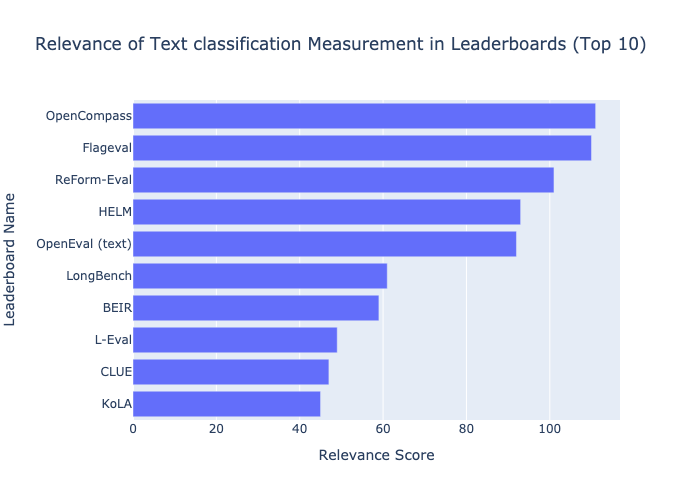 Relevance of Text classification Measurement in Leaderboards (Top 10)
Leaderboard Name
OpenCompass
Flageval
ReForm-Eval
HELM
OpenEval (text)
LongBench
BEIR
L-Eval
CLUE
KoLA
0 20 40 60 80 100
Relevance Score